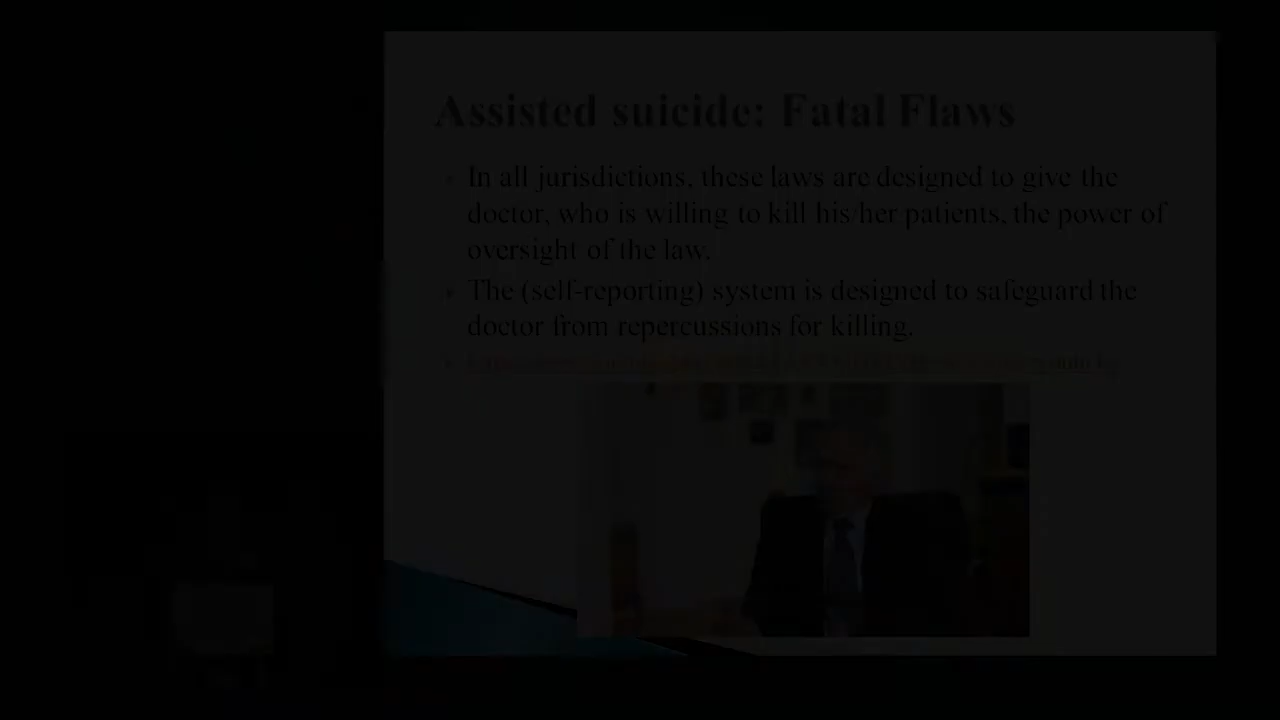 Assisted suicide: Fatal Flaws
In all jurisdictions, these laws are designed to give the
doctor, who is willing to kill his/her patients, the power of
oversight of the law.
The (self-reporting) system is designed to safeguard the
doctor from repercussions for killing.